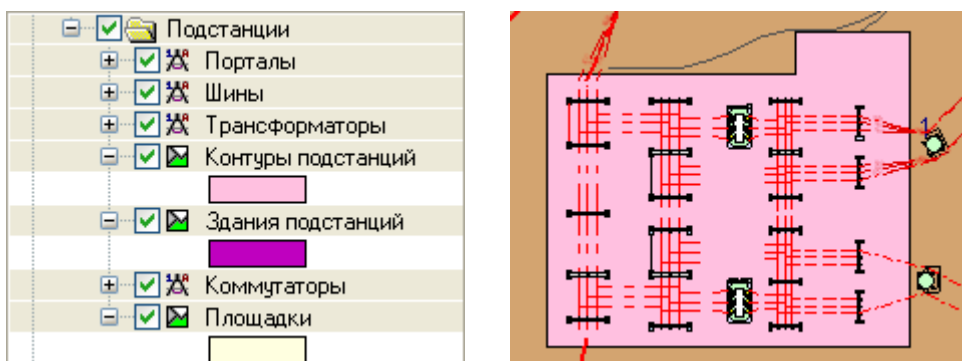 Подстанции
Порталы
Шины
Трансформаторы
Контуры подстанций
Здания подстанций
Коммутаторы
Площадки
1